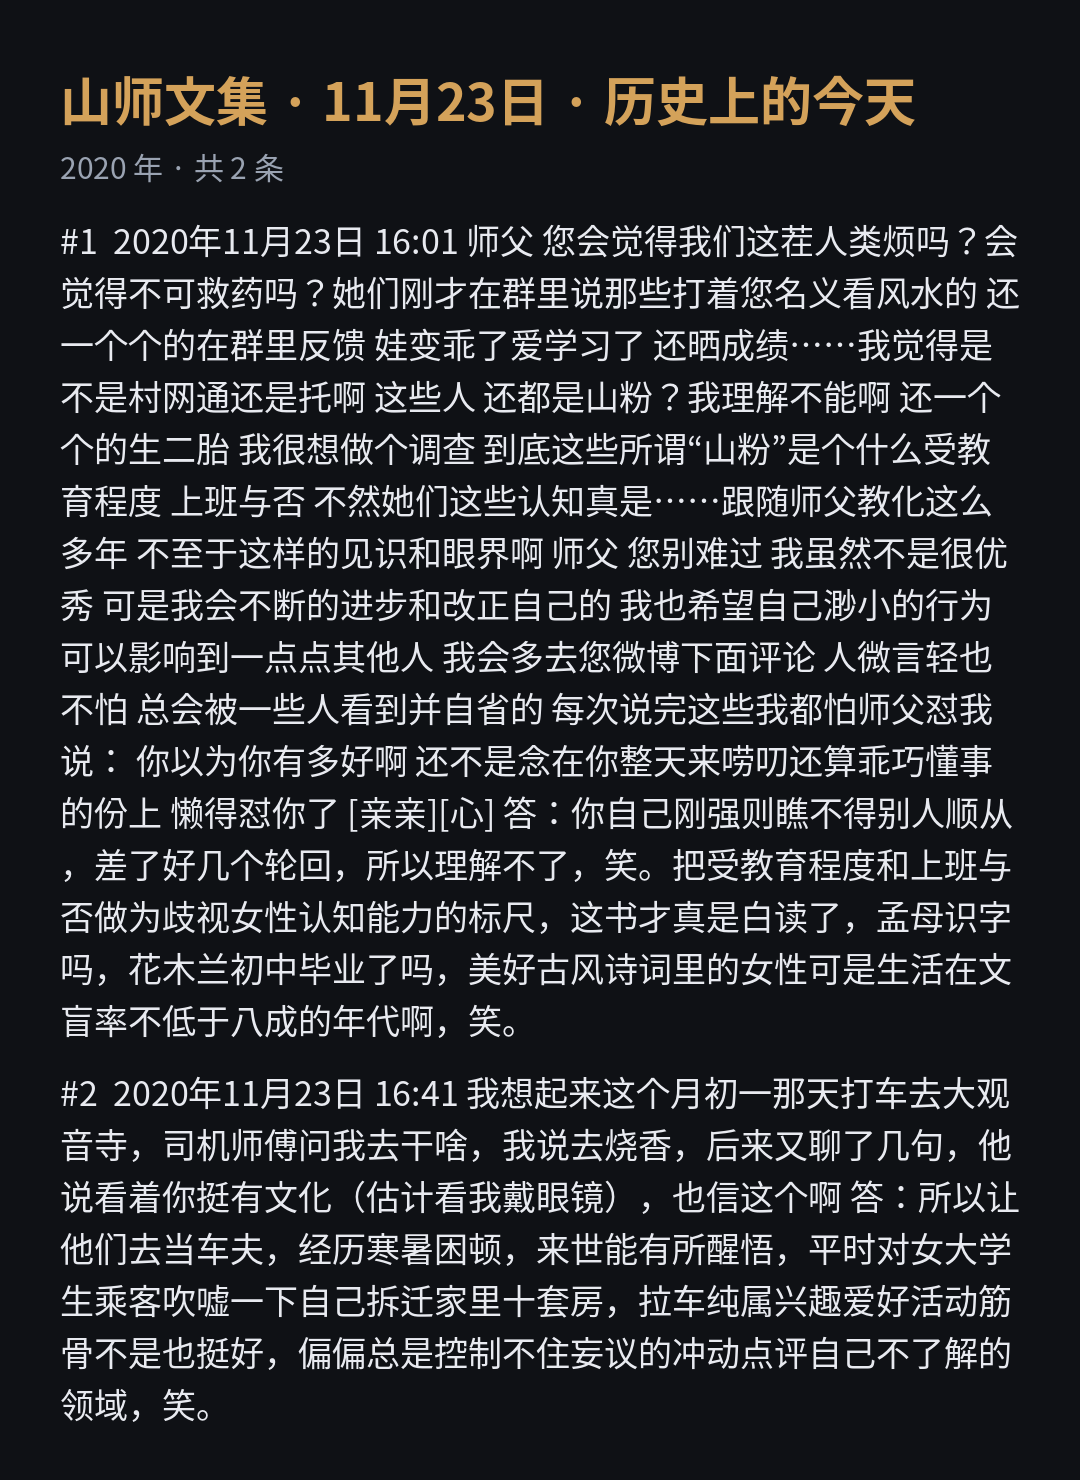 山师文集 · 11月23日 · 历史上的今天
2020 年 · 共 2 条
#1 2020年11月23日 16:01 师父 您会觉得我们这茬人类烦吗？会
觉得不可救药吗？她们刚才在群里说那些打着您名义看风水的 还
一个个的在群里反馈 娃变乖了爱学习了 还晒成绩……我觉得是
不是村网通还是托啊 这些人 还都是山粉？我理解不能啊 还一个
个的生二胎 我很想做个调查 到底这些所谓“山粉”是个什么受教
育程度 上班与否 不然她们这些认知真是……跟随师父教化这么
多年 不至于这样的见识和眼界啊 师父 您别难过 我虽然不是很优
秀 可是我会不断的进步和改正自己的 我也希望自己渺小的行为
可以影响到一点点其他人 我会多去您微博下面评论 人微言轻也
不怕 总会被一些人看到并自省的 每次说完这些我都怕师父怼我
说： 你以为你有多好啊 还不是念在你整天来唠叨还算乖巧懂事
的份上 懒得怼你了 [亲亲][心] 答：你自己刚强则瞧不得别人顺从
，差了好几个轮回，所以理解不了，笑。把受教育程度和上班与
否做为歧视女性认知能力的标尺，这书才真是白读了，孟母识字
吗，花木兰初中毕业了吗，美好古风诗词里的女性可是生活在文
盲率不低于八成的年代啊，笑。
#2 2020年11月23日 16:41 我想起来这个月初一那天打车去大观
音寺，司机师傅问我去干啥，我说去烧香，后来又聊了几句，他
说看着你挺有文化（估计看我戴眼镜），也信这个啊 答：所以让
他们去当车夫，经历寒暑困顿，来世能有所醒悟，平时对女大学
生乘客吹嘘一下自己拆迁家里十套房，拉车纯属兴趣爱好活动筋
骨不是也挺好，偏偏总是控制不住妄议的冲动点评自己不了解的
领域，笑。